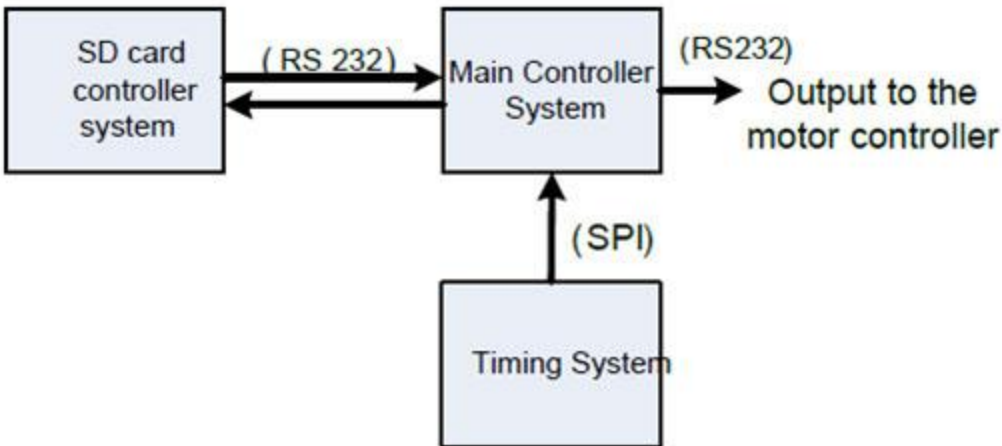 SD card
controller
system
( RS 232)
Main Controller
System
(RS232)
Output to the
motor controller
(SPI)
Timing System